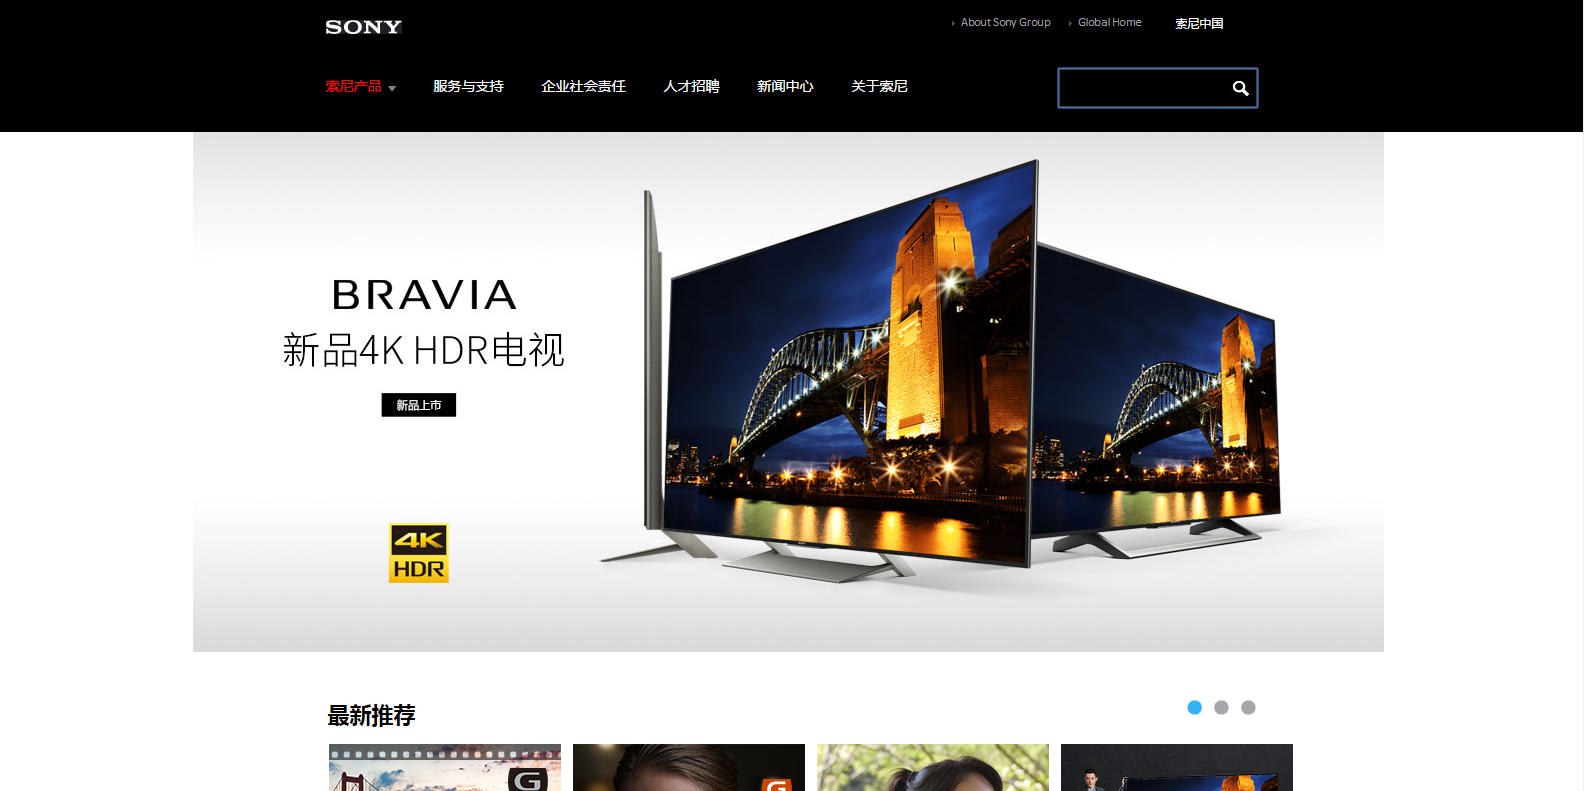 SONY
About Sony Group
Global Home
索尼中国
索尼产品
服务与支持
企业社会责任
人才招聘
新闻中心
关于索尼
BRAVIA
新品4K HDR电视
新品上市
4K
HDR
最新推荐
G
G